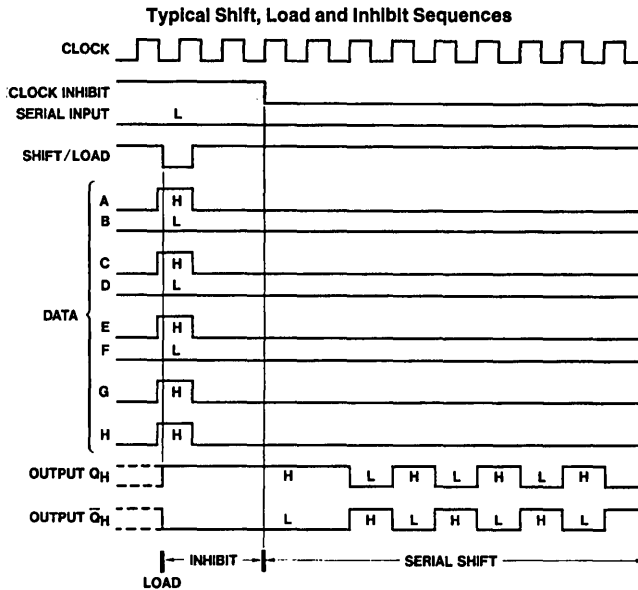 Typical Shift, Load and Inhibit Sequences
CLOCK
CLOCK INHIBIT
SERIAL INPUT L
SHIFT/LOAD
A H
B L
C H
D L
DATA
E H
F L
G H
H H
OUTPUT QH H L H L H L H
OUTPUT Q̅H L H L H L H L
INHIBIT SERIAL SHIFT
LOAD